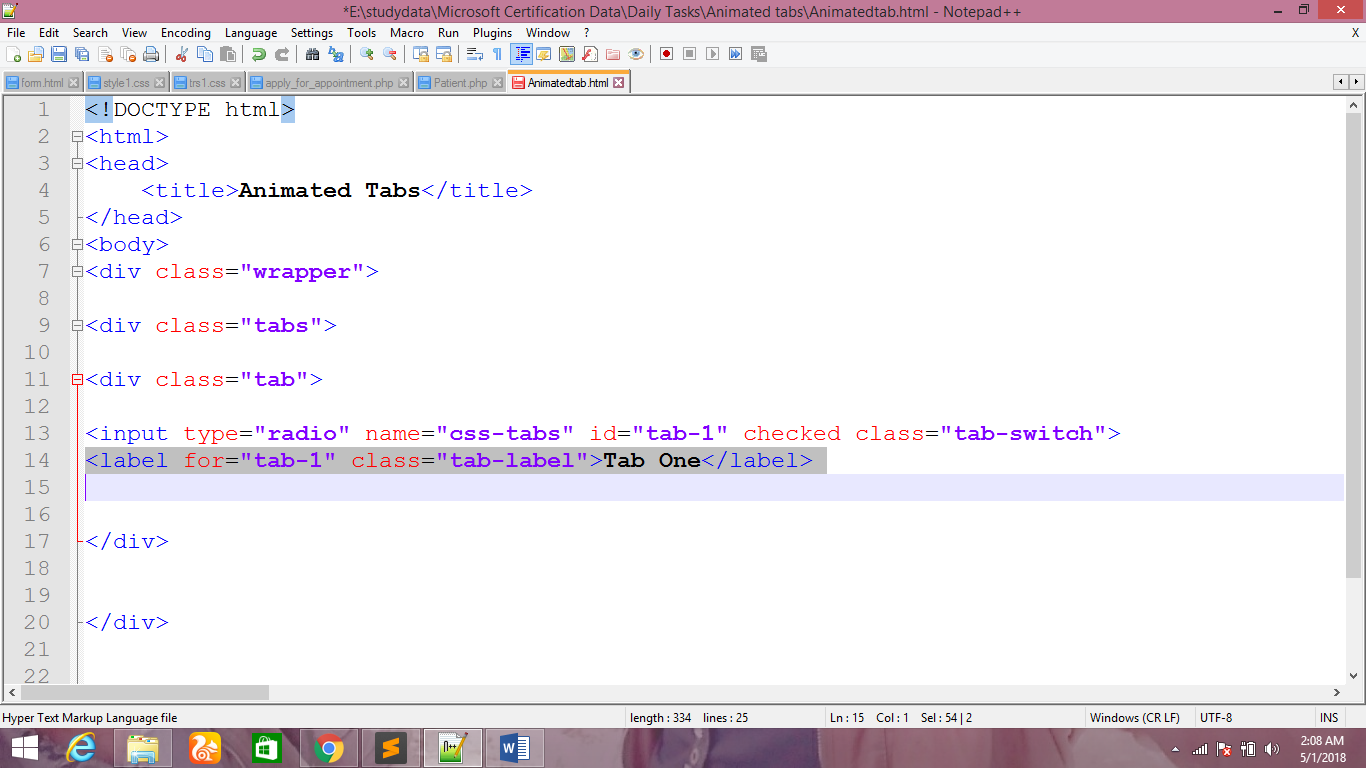 *E:\studydata\Microsoft Certification Data\Daily Tasks\Animated tabs\Animatedtab.html - Notepad++
File Edit Search View Encoding Language Settings Tools Macro Run Plugins Window ? X
form.html style1.css trs1.css apply_for_appointment.php Patient.php Animatedtab.html
1 <!DOCTYPE html>
2 <html>
3 <head>
4 <title>Animated Tabs</title>
5 </head>
6 <body>
7 <div class="wrapper">
8
9 <div class="tabs">
10
11 <div class="tab">
12
13 <input type="radio" name="css-tabs" id="tab-1" checked class="tab-switch">
14 <label for="tab-1" class="tab-label">Tab One</label>
15
16
17 </div>
18
19
20 </div>
21
22
Hyper Text Markup Language file length : 334 lines : 25 Ln : 15 Col : 1 Sel : 54 | 2 Windows (CR LF) UTF-8 INS
2:08 AM
5/1/2018